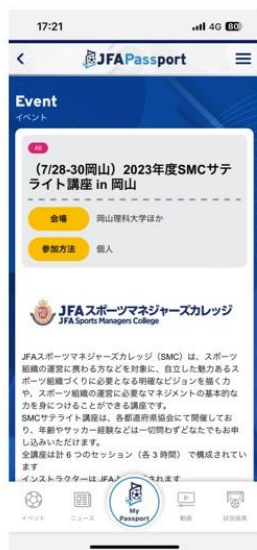 17:21
4G 80
JFAPassport
Event
イベント
All
（7/28-30岡山）2023年度SMCサテ
ライト講座 in 岡山
会場 岡山理科大学ほか
参加方法 個人
JFAスポーツマネジャーズカレッジ
JFA Sports Managers College
JFAスポーツマネジャーズカレッジ（SMC）は、スポーツ
組織の運営に携わる方などを対象に、自立した魅力あるス
ポーツ組織づくりに必要となる明確なビジョンを描く力
や、スポーツ組織の運営に必要なマネジメントの基本的な
力を身につけることができる講座です。
SMCサテライト講座は、各都道府県協会にて開催してお
り、年齢やサッカー経験などは一切問わずどなたでもお申
し込みいただけます。
全講座は計６つのセッション（各３時間）で構成されてい
ます
インストラクターは JFA
イベント ニュース My Passport 動画 試合結果